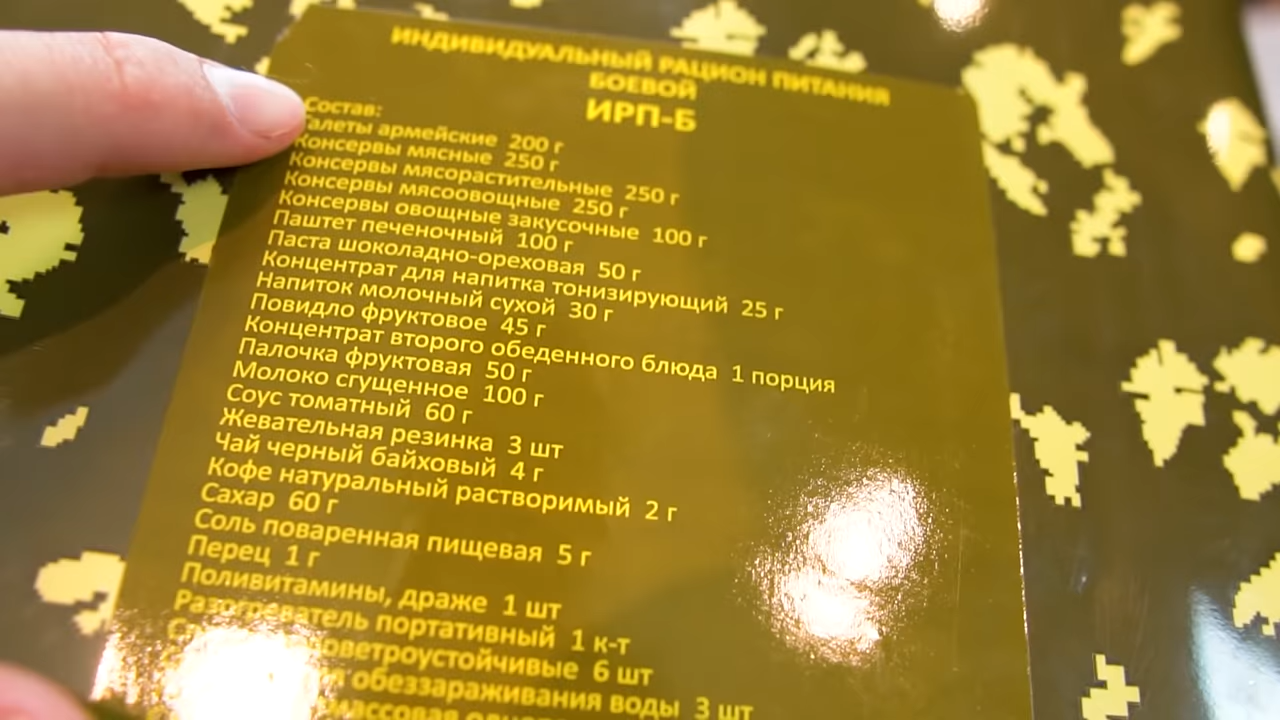 ИНДИВИДУАЛЬНЫЙ РАЦИОН ПИТАНИЯ
БОЕВОЙ
ИРП-Б
Состав:
Галеты армейские 200 г
Консервы мясные 250 г
Консервы мясорастительные 250 г
Консервы мясоовощные 250 г
Консервы овощные закусочные 100 г
Паштет печеночный 100 г
Паста шоколадно-ореховая 50 г
Концентрат для напитка тонизирующий 25 г
Напиток молочный сухой 30 г
Повидло фруктовое 45 г
Концентрат второго обеденного блюда 1 порция
Палочка фруктовая 50 г
Молоко сгущенное 100 г
Соус томатный 60 г
Жевательная резинка 3 шт
Чай черный байховый 4 г
Кофе натуральный растворимый 2 г
Сахар 60 г
Соль поваренная пищевая 5 г
Перец 1 г
Поливитамины, драже 1 шт
Разогреватель портативный 1 к-т
6 шт
обеззараживания воды 3 шт